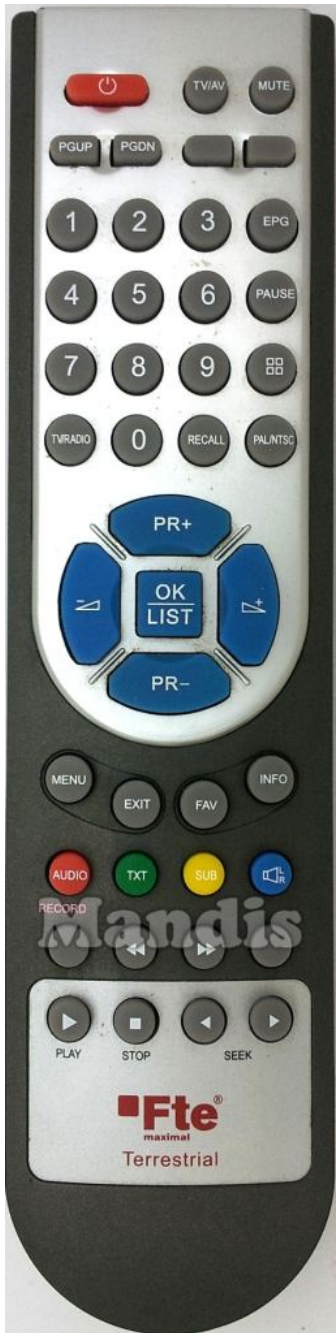 TV/AV MUTE
PGUP PGDN
1 2 3 EPG
4 5 6 PAUSE
7 8 9
TV/RADIO 0 RECALL PAL/NTSC
PR+
- OK +
LIST
PR-
MENU INFO
EXIT FAV
AUDIO TXT SUB L
R
RECORD
Mandis
PLAY STOP SEEK
Fte®
maximal
Terrestrial